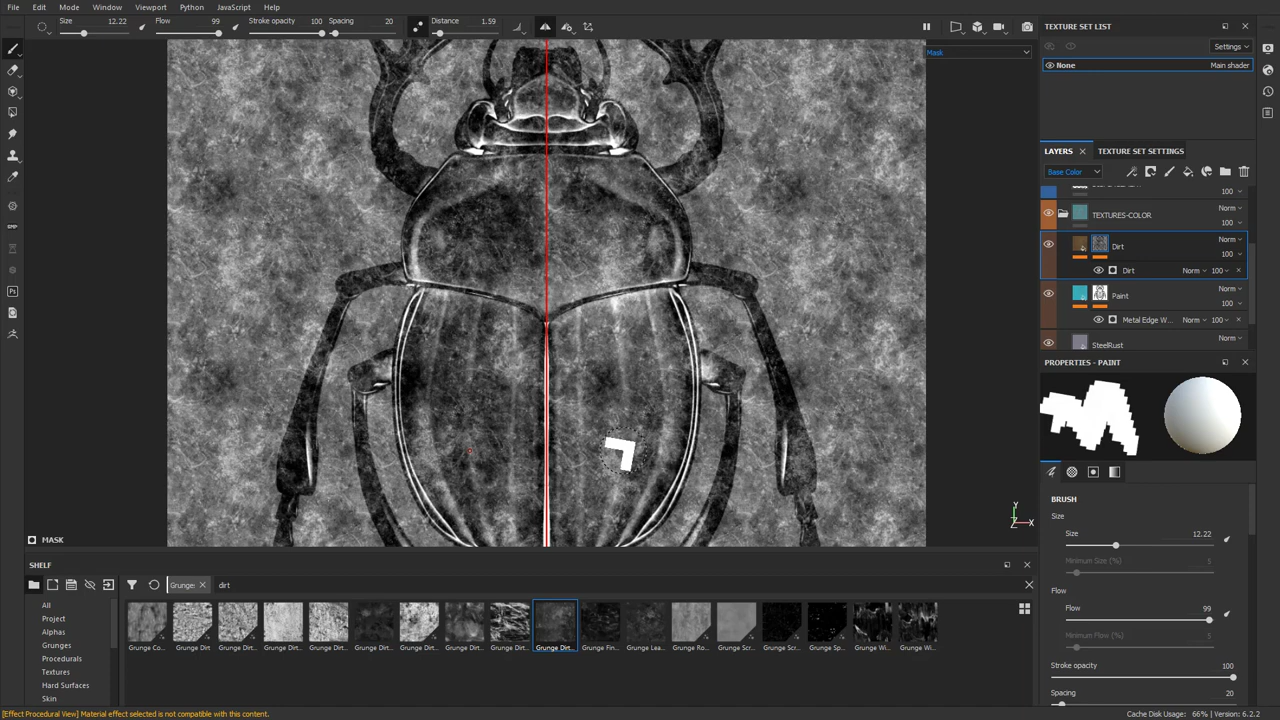 File Edit Mode Window Viewport Python JavaScript Help
Size 12.22 Flow 99 Stroke opacity 100 Spacing 20 Distance 1.59
Mask
TEXTURE SET LIST
Settings
None Main shader
LAYERS TEXTURE SET SETTINGS
Base Color
100
TEXTURES-COLOR Norm
100
Dirt Norm
100
Dirt Norm 100
Paint Norm
100
Metal Edge W... Norm 100
SteelRust Norm
PROPERTIES - PAINT
BRUSH
Size
Size 12.22
Minimum Size (%) 5
Flow
Flow 99
Minimum Flow (%) 5
Stroke opacity 100
Spacing 20
Y
X
Z
MASK
SHELF
Grunge dirt
All
Project
Alphas
Grunges
Procedurals
Textures
Hard Surfaces
Skin
Grunge Co... Grunge Dirt Grunge Dirt... Grunge Dirt... Grunge Dirt... Grunge Dirt... Grunge Dirt... Grunge Dirt... Grunge Dirt... Grunge Dirt... Grunge Fin... Grunge Lea... Grunge Ro... Grunge Scr... Grunge Scr... Grunge Sp... Grunge Wi... Grunge Wi...
[Effect Procedural View] Material effect selected is not compatible with this content.
Cache Disk Usage: 66% | Version: 6.2.2